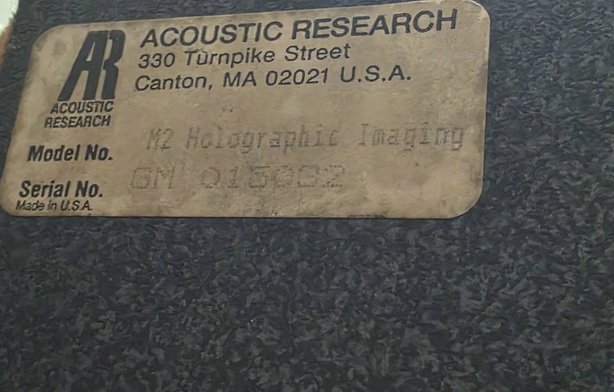 AR
ACOUSTIC
RESEARCH
ACOUSTIC RESEARCH
330 Turnpike Street
Canton, MA 02021 U.S.A.
Model No. M2 Holographic Imaging
Serial No. GM
Made in U.S.A.